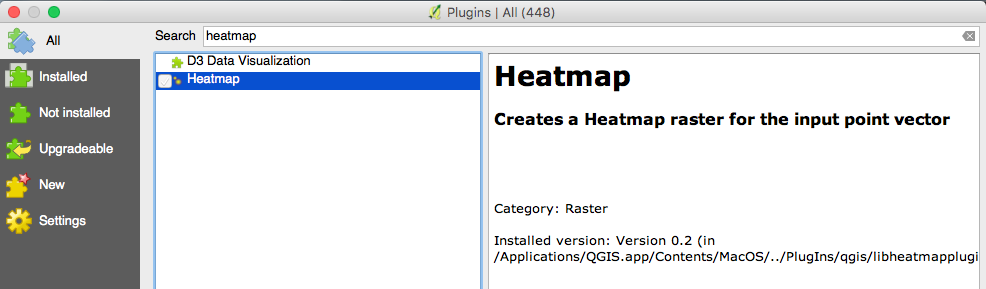 Plugins | All (448)
All
Installed
Not installed
Upgradeable
New
Settings
Search heatmap
D3 Data Visualization
Heatmap
Heatmap
Creates a Heatmap raster for the input point vector
Category: Raster
Installed version: Version 0.2 (in
/Applications/QGIS.app/Contents/MacOS/../PlugIns/qgis/libheatmapplugi